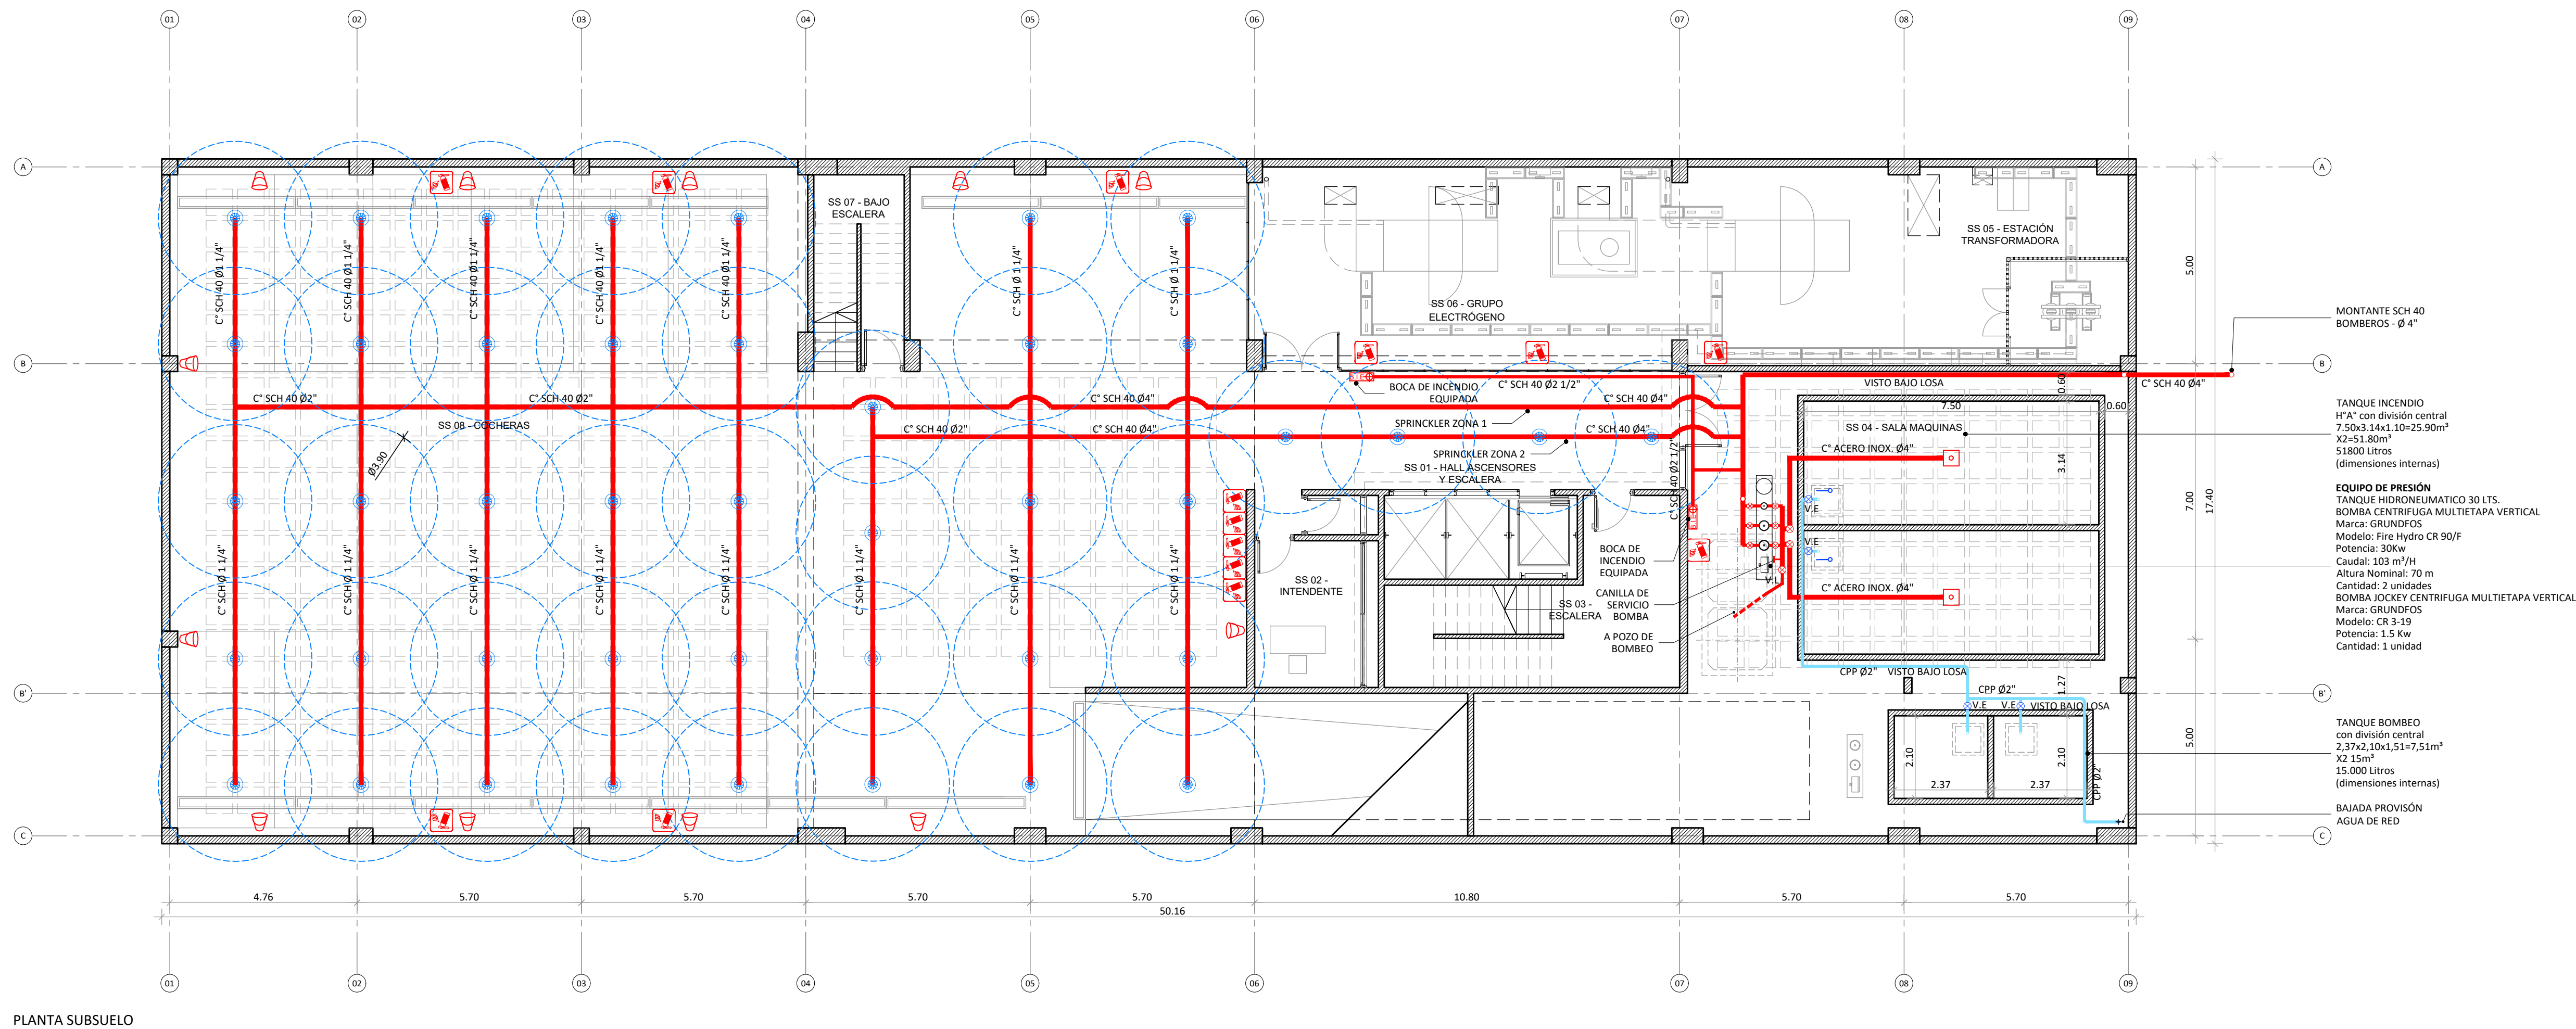 01
02
03
04
05
06
07
08
09
A
A
SS 07 - BAJO
ESCALERA
SS 05 - ESTACIÓN
TRANSFORMADORA
5.00
C° SCH 40 Ø1 1/4"
C° SCH 40 Ø1 1/4"
C° SCH 40 Ø1 1/4"
C° SCH 40 Ø1 1/4"
C° SCH 40 Ø1 1/4"
C° SCH Ø 1 1/4"
C° SCH Ø 1 1/4"
SS 06 - GRUPO
ELECTRÓGENO
MONTANTE SCH 40
BOMBEROS - Ø 4"
B
B
BOCA DE INCENDIO
EQUIPADA
C° SCH 40 Ø2 1/2"
VISTO BAJO LOSA
0.60
C° SCH 40 Ø4"
C° SCH 40 Ø2"
C° SCH 40 Ø2"
C° SCH 40 Ø4"
C° SCH 40 Ø4"
7.50
0.60
SS 08 - COCHERAS
SPRINCKLER ZONA 1
C° SCH 40 Ø2"
C° SCH 40 Ø4"
C° SCH 40 Ø4"
SS 04 - SALA MAQUINAS
SPRINCKLER ZONA 2
C° ACERO INOX. Ø4"
Ø3.90
SS 01 - HALL ASCENSORES
Y ESCALERA
3.14
C° SCH 40 Ø2 1/2"
7.00
17.40
TANQUE INCENDIO
H°A° con división central
7.50x3.14x1.10=25.90m³
X2=51.80m³
51800 Litros
(dimensiones internas)
EQUIPO DE PRESIÓN
TANQUE HIDRONEUMATICO 30 LTS.
BOMBA CENTRIFUGA MULTIETAPA VERTICAL
Marca: GRUNDFOS
Modelo: Fire Hydro CR 90/F
Potencia: 30Kw
Caudal: 103 m³/H
Altura Nominal: 70 m
Cantidad: 2 unidades
BOMBA JOCKEY CENTRIFUGA MULTIETAPA VERTICAL
Marca: GRUNDFOS
Modelo: CR 3-19
Potencia: 1.5 Kw
Cantidad: 1 unidad
V.E
V.E
C° SCH Ø 1 1/4"
C° SCH Ø 1 1/4"
C° SCH Ø 1 1/4"
C° SCH Ø 1 1/4"
C° SCH Ø 1 1/4"
C° SCH Ø 1 1/4"
C° SCH Ø 1 1/4"
C° SCH Ø 1 1/4"
BOCA DE
INCENDIO
EQUIPADA
V.L
SS 02 -
INTENDENTE
C° ACERO INOX. Ø4"
CANILLA DE
SERVICIO
BOMBA
SS 03 -
ESCALERA
A POZO DE
BOMBEO
CPP Ø2"
VISTO BAJO LOSA
1.27
B'
B'
CPP Ø2"
V.E
V.E
VISTO BAJO LOSA
TANQUE BOMBEO
con división central
2,37x2,10x1,51=7,51m³
X2 15m³
15.000 Litros
(dimensiones internas)
5.00
2.10
2.10
2.37
2.37
CPP Ø2"
BAJADA PROVISÓN
AGUA DE RED
C
C
4.76
5.70
5.70
5.70
5.70
10.80
5.70
5.70
50.16
01
02
03
04
05
06
07
08
09
PLANTA SUBSUELO